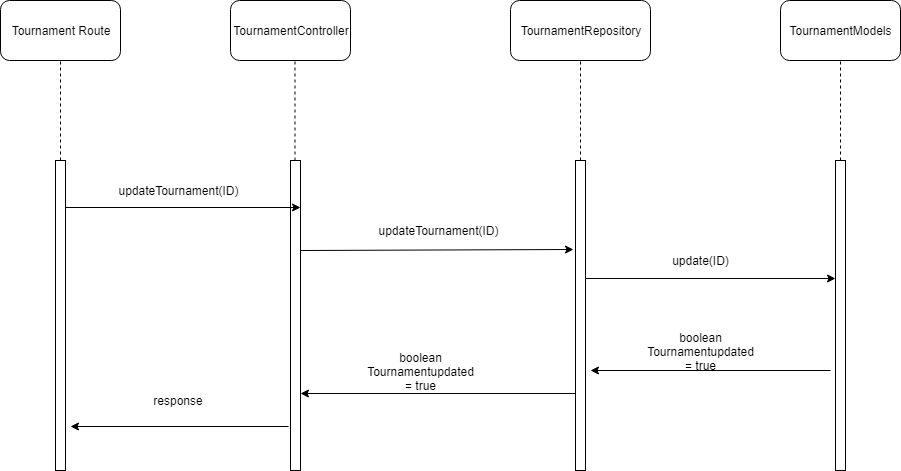 Tournament Route
TournamentController
TournamentRepository
TournamentModels
updateTournament(ID)
updateTournament(ID)
update(ID)
boolean
Tournamentupdated
= true
boolean
Tournamentupdated
= true
response